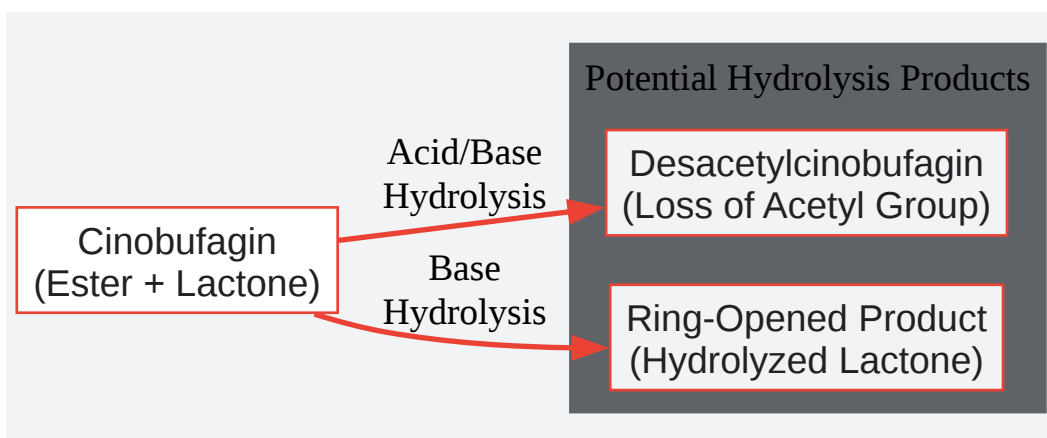 Potential Hydrolysis Products
Acid/Base
Hydrolysis
Desacetylcinobufagin
(Loss of Acetyl Group)
Cinobufagin
(Ester + Lactone)
Base
Hydrolysis
Ring-Opened Product
(Hydrolyzed Lactone)